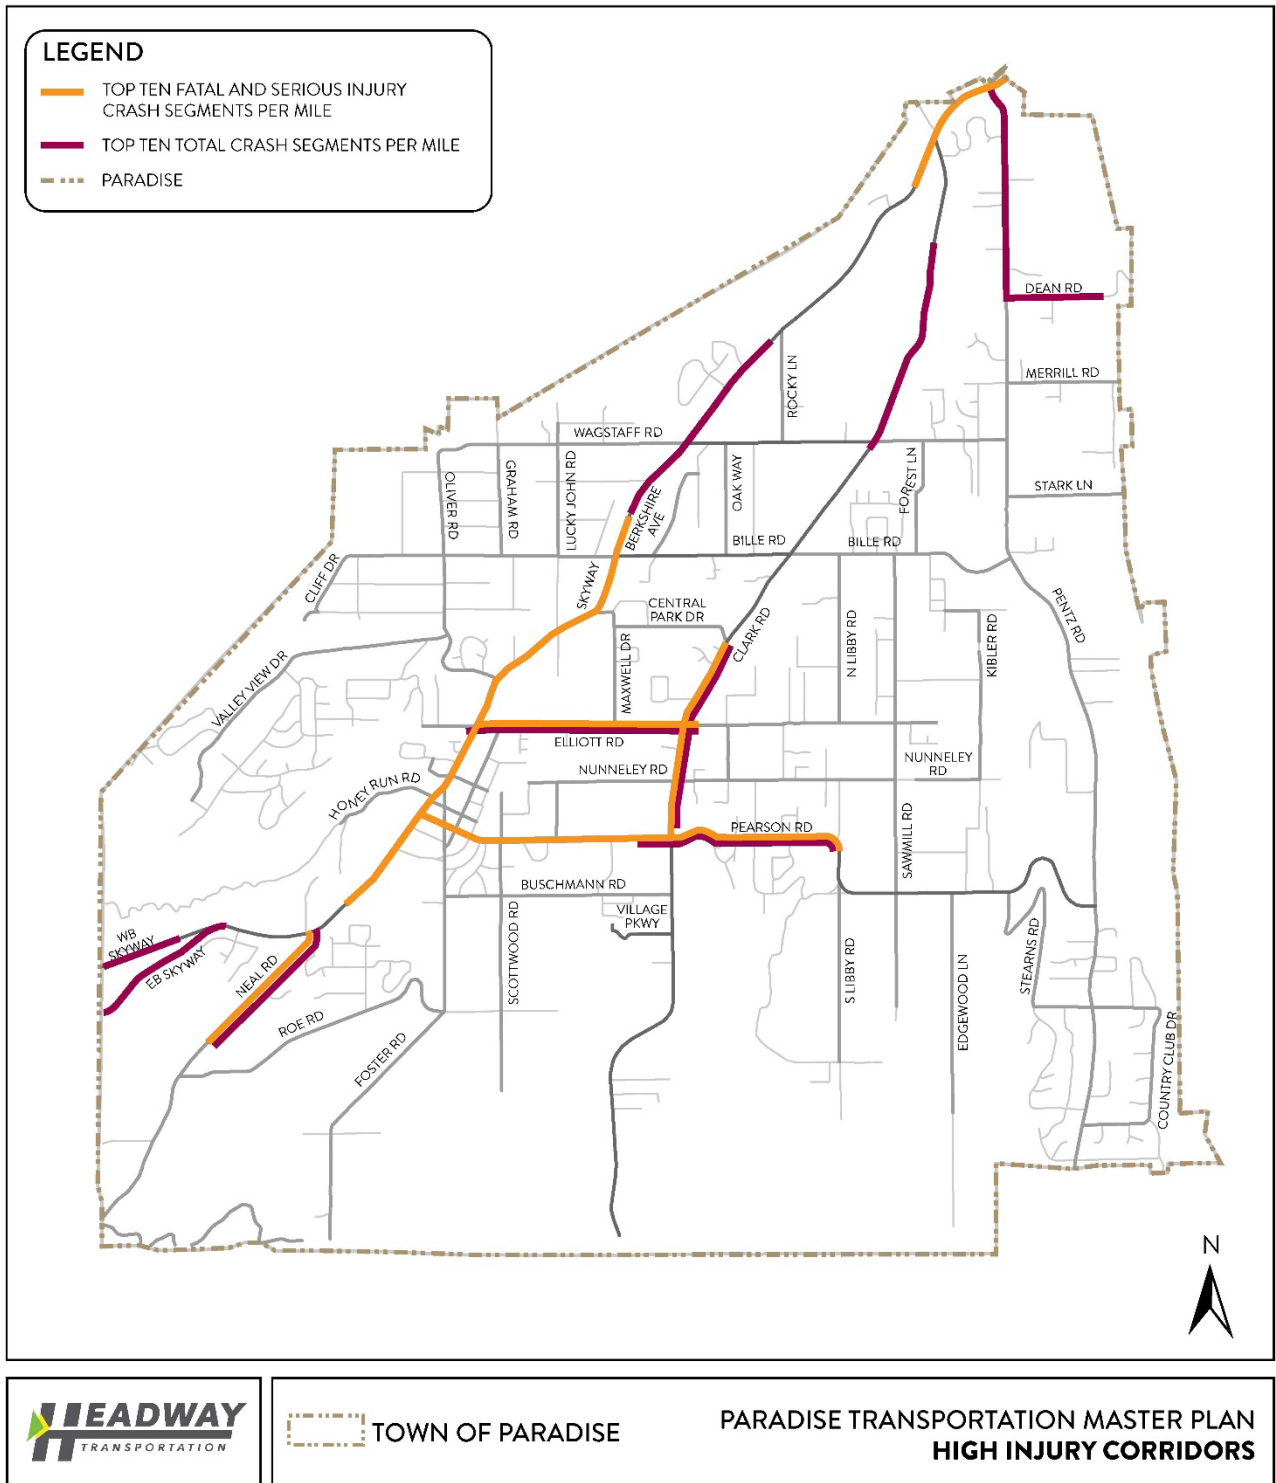 LEGEND
TOP TEN FATAL AND SERIOUS INJURY
CRASH SEGMENTS PER MILE
TOP TEN TOTAL CRASH SEGMENTS PER MILE
PARADISE
DEAN RD
MERRILL RD
ROCKY LN
WAGSTAFF RD
OLIVER RD
GRAHAM RD
LUCKY JOHN RD
BERKSHIRE
AVE
OAK WAY
FOREST LN
STARK LN
BILLE RD
BILLE RD
CLIFF DR
SKYWAY
CENTRAL
PARK DR
CLARK RD
N LIBBY RD
KIBLER RD
PENTZ RD
MAXWELL DR
VALLEY VIEW DR
ELLIOTT RD
NUNNELEY RD
NUNNELEY
RD
HONEY RUN RD
PEARSON RD
SAWMILL RD
BUSCHMANN RD
VILLAGE
PKWY
WB
SKYWAY
EB SKYWAY
NEAL RD
SCOTTWOOD RD
S LIBBY RD
EDGEWOOD LN
STEARNS RD
ROE RD
FOSTER RD
COUNTRY CLUB DR
N
HEADWAY
TRANSPORTATION
TOWN OF PARADISE
PARADISE TRANSPORTATION MASTER PLAN
HIGH INJURY CORRIDORS